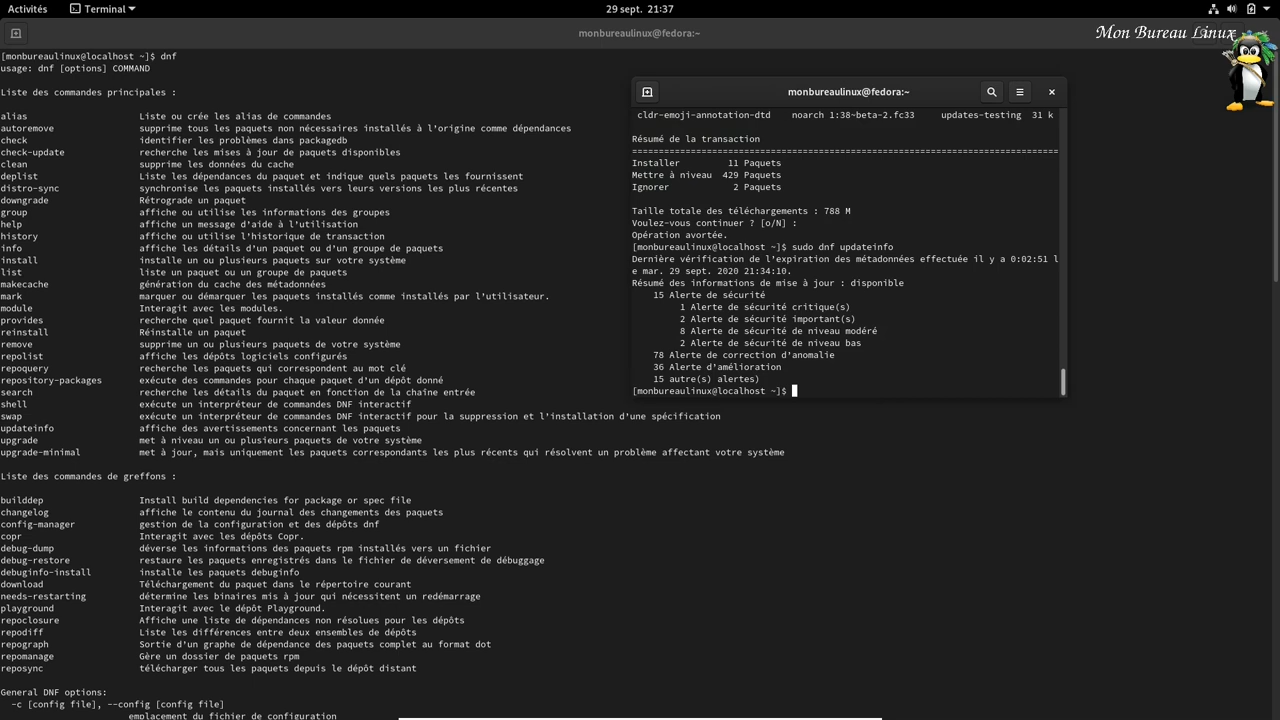 Activités
Terminal
29 sept. 21:37
monbureaulinux@fedora:~
Mon Bureau Linux
[monbureaulinux@localhost ~]$ dnf
usage: dnf [options] COMMAND
Liste des commandes principales :
alias Liste ou crée les alias de commandes
autoremove supprime tous les paquets non nécessaires installés à l'origine comme dépendances
check identifier les problèmes dans packagedb
check-update recherche les mises à jour de paquets disponibles
clean supprime les données du cache
deplist Liste les dépendances du paquet et indique quels paquets les fournissent
distro-sync synchronise les paquets installés vers leurs versions les plus récentes
downgrade Rétrograde un paquet
group affiche ou utilise les informations des groupes
help affiche un message d'aide à l'utilisation
history affiche ou utilise l'historique de transaction
info affiche les détails d'un paquet ou d'un groupe de paquets
install installe un ou plusieurs paquets sur votre système
list liste un paquet ou un groupe de paquets
makecache génération du cache des métadonnées
mark marquer ou démarquer les paquets installés comme installés par l'utilisateur.
module Interagit avec les modules.
provides recherche quel paquet fournit la valeur donnée
reinstall Réinstalle un paquet
remove supprime un ou plusieurs paquets de votre système
repolist affiche les dépôts logiciels configurés
repoquery recherche les paquets qui correspondent au mot clé
repository-packages exécute des commandes pour chaque paquet d'un dépôt donné
search recherche les détails du paquet en fonction de la chaîne entrée
shell exécute un interpréteur de commandes DNF interactif
swap exécute un interpréteur de commandes DNF interactif pour la suppression et l'installation d'une spécification
updateinfo affiche des avertissements concernant les paquets
upgrade met à niveau un ou plusieurs paquets de votre système
upgrade-minimal met à jour, mais uniquement les paquets correspondants les plus récents qui résolvent un problème affectant votre système
Liste des commandes de greffons :
builddep Install build dependencies for package or spec file
changelog affiche le contenu du journal des changements des paquets
config-manager gestion de la configuration et des dépôts dnf
copr Interagit avec les dépôts Copr.
debug-dump déverse les informations des paquets rpm installés vers un fichier
debug-restore restaure les paquets enregistrés dans le fichier de déversement de débuggage
debuginfo-install installe les paquets debuginfo
download Téléchargement du paquet dans le répertoire courant
needs-restarting détermine les binaires mis à jour qui nécessitent un redémarrage
playground Interagit avec le dépôt Playground.
repoclosure Affiche une liste de dépendances non résolues pour les dépôts
repodiff Liste les différences entre deux ensembles de dépôts
repograph Sortie d'un graphe de dépendance des paquets complet au format dot
repomanage Gère un dossier de paquets rpm
reposync télécharger tous les paquets depuis le dépôt distant
General DNF options:
-c [config file], --config [config file]
emplacement du fichier de configuration
monbureaulinux@fedora:~
cldr-emoji-annotation-dtd noarch 1:38~beta-2.fc33 updates-testing 31 k
Résumé de la transaction
================================================================================
Installer 11 Paquets
Mettre à niveau 429 Paquets
Ignorer 2 Paquets
Taille totale des téléchargements : 788 M
Voulez-vous continuer ? [o/N] :
Opération avortée.
[monbureaulinux@localhost ~]$ sudo dnf updateinfo
Dernière vérification de l'expiration des métadonnées effectuée il y a 0:02:51 l
e mar. 29 sept. 2020 21:34:10.
Résumé des informations de mise à jour : disponible
15 Alerte de sécurité
1 Alerte de sécurité critique(s)
2 Alerte de sécurité important(s)
8 Alerte de sécurité de niveau modéré
2 Alerte de sécurité de niveau bas
78 Alerte de correction d'anomalie
36 Alerte d'amélioration
15 autre(s) alertes)
[monbureaulinux@localhost ~]$